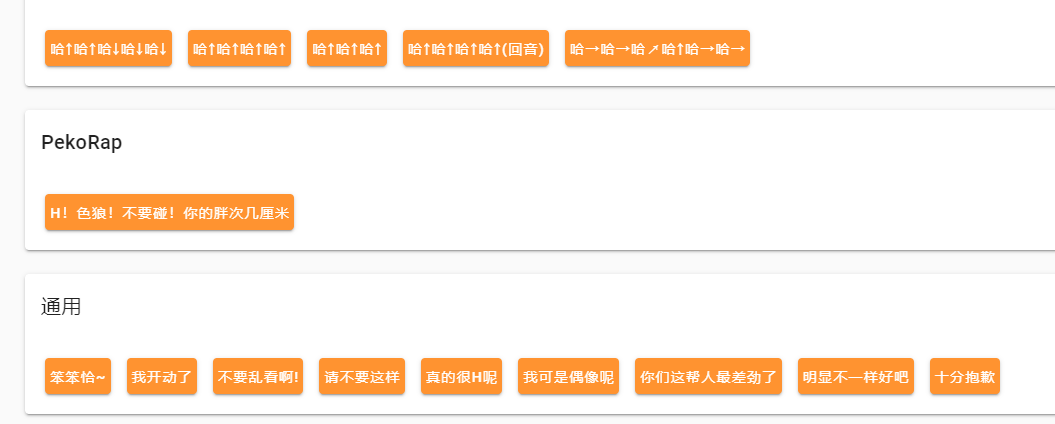 哈↑哈↑哈↓哈↓哈↓ 哈↑哈↑哈↑哈↑ 哈↑哈↑哈↑ 哈↑哈↑哈↑哈↑(回音) 哈→哈→哈↗哈↑哈→哈→
PekoRap
H！色狼！不要碰！你的胖次几厘米
通用
笨笨恰~ 我开动了 不要乱看啊! 请不要这样 真的很H呢 我可是偶像呢 你们这帮人最差劲了 明显不一样好吧 十分抱歉